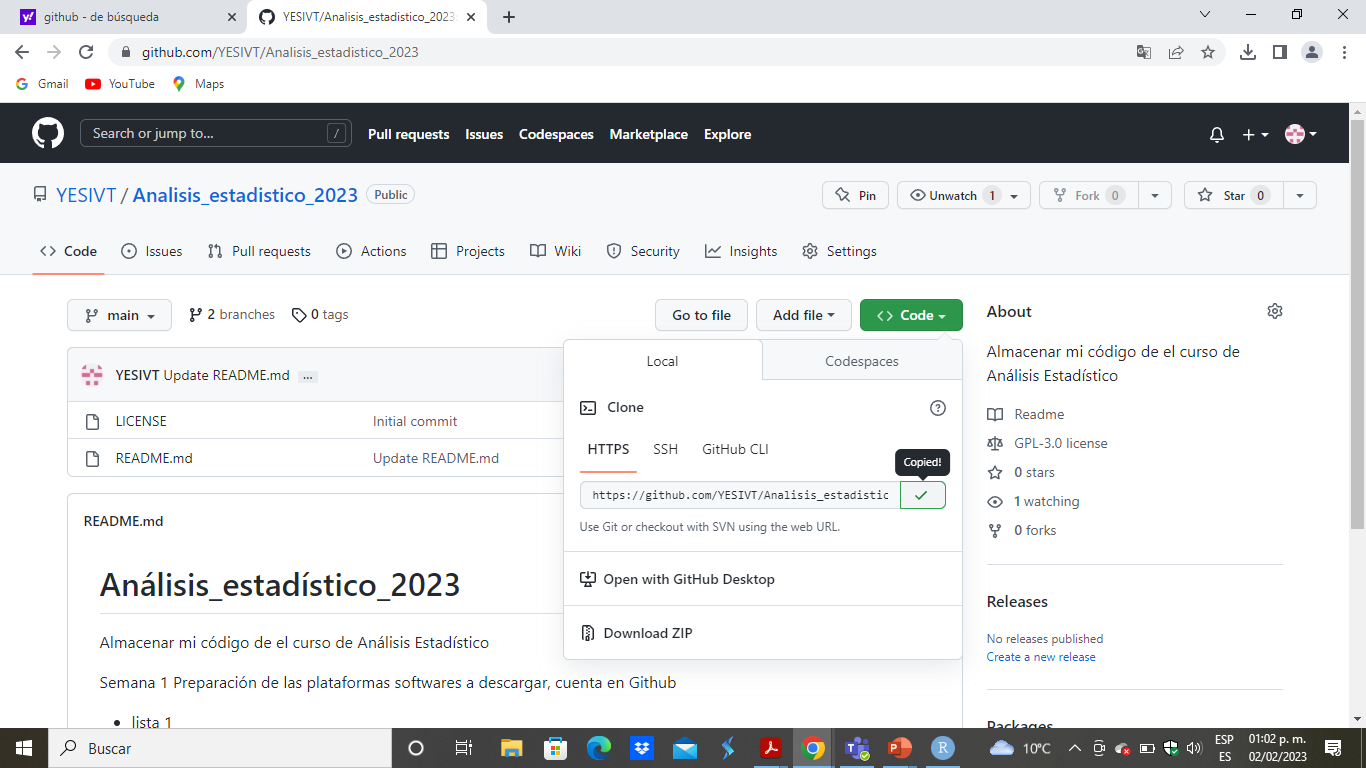 github - de búsqueda
YESIVT/Analisis_estadistico_2023
github.com/YESIVT/Analisis_estadistico_2023
Gmail YouTube Maps
Search or jump to... /
Pull requests Issues Codespaces Marketplace Explore
YESIVT / Analisis_estadistico_2023 Public
Pin Unwatch 1 Fork 0 Star 0
Code Issues Pull requests Actions Projects Wiki Security Insights Settings
main 2 branches 0 tags Go to file Add file Code
YESIVT Update README.md ...
LICENSE Initial commit
README.md Update README.md
Local Codespaces
Clone
HTTPS SSH GitHub CLI
Copied!
https://github.com/YESIVT/Analisis_estadistic
Use Git or checkout with SVN using the web URL.
Open with GitHub Desktop
Download ZIP
README.md
Análisis_estadístico_2023
Almacenar mi código de el curso de Análisis Estadístico
Semana 1 Preparación de las plataformas softwares a descargar, cuenta en Github
• lista 1
About
Almacenar mi código de el curso de
Análisis Estadístico
Readme
GPL-3.0 license
0 stars
1 watching
0 forks
Releases
No releases published
Create a new release
Packages
Buscar
10°C
ESP
ES
01:02 p. m.
02/02/2023